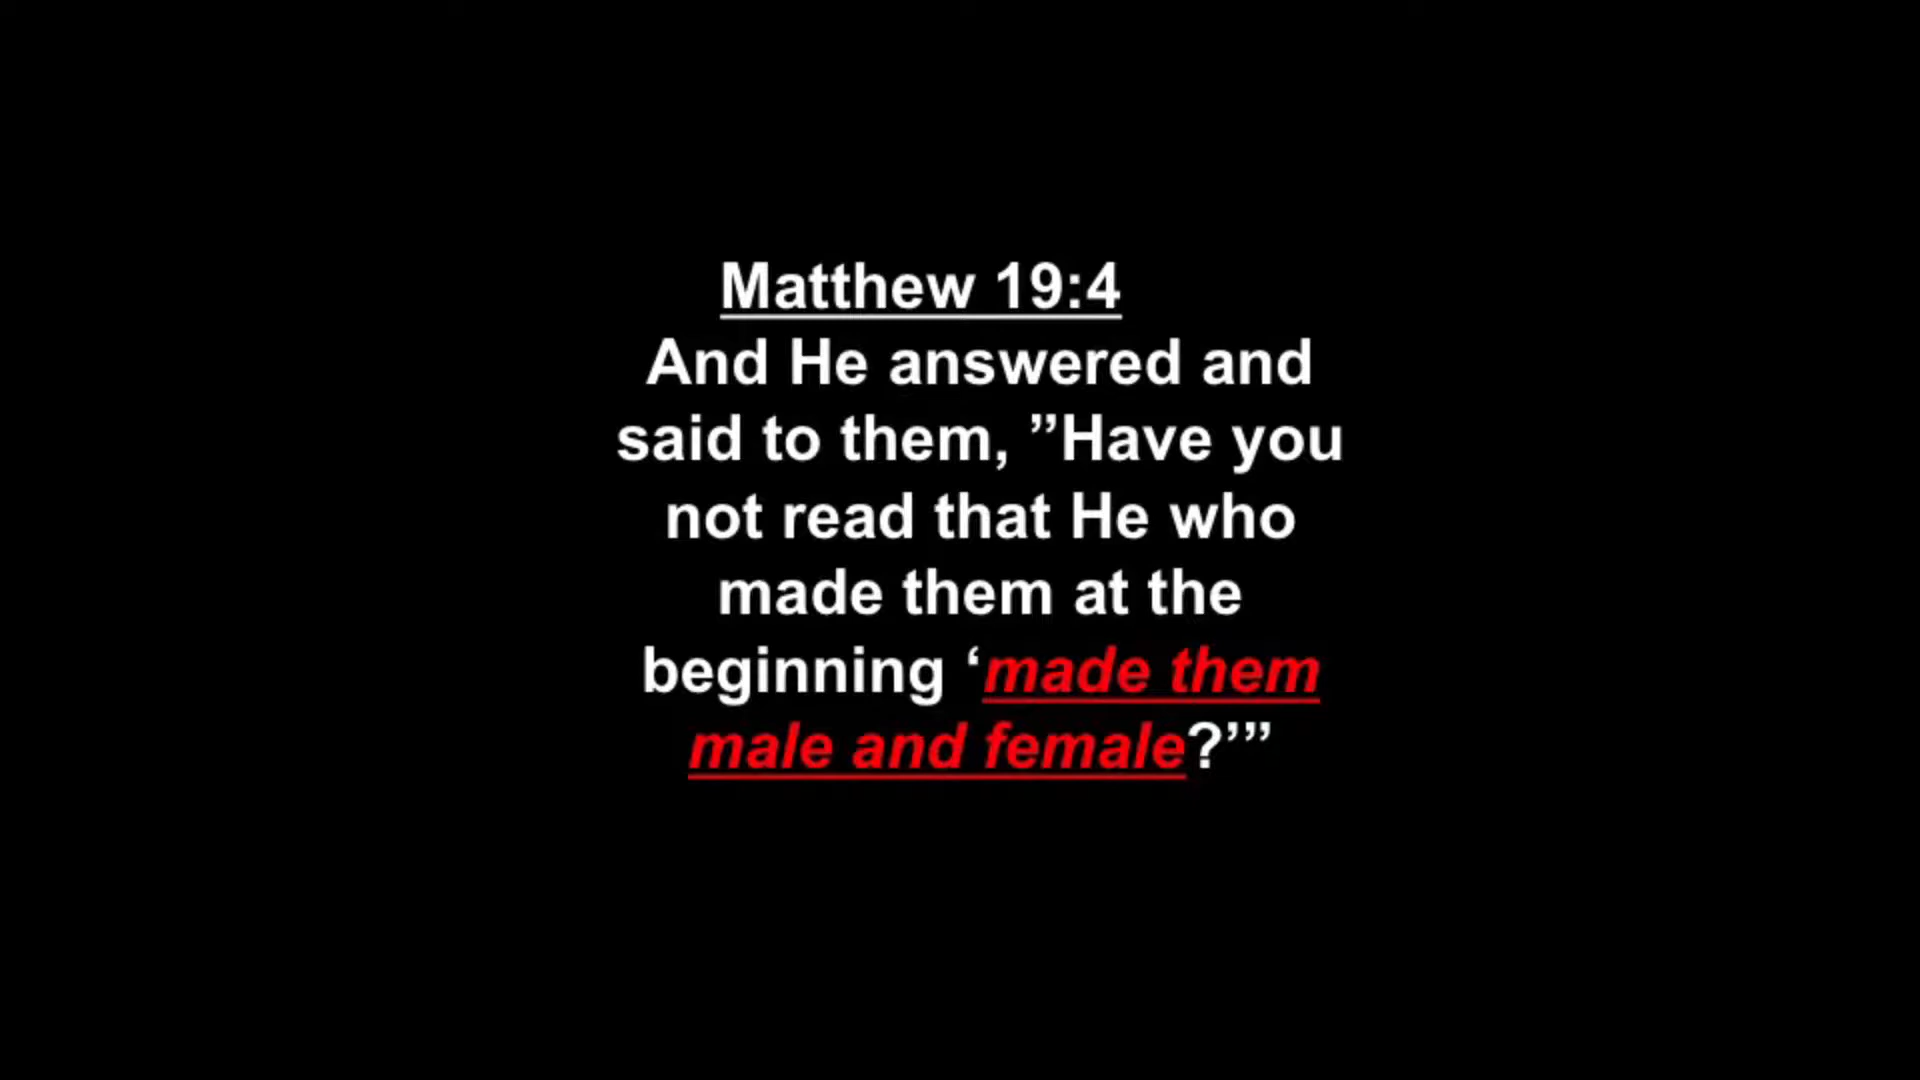 Matthew 19:4
And He answered and
said to them, ”Have you
not read that He who
made them at the
beginning ‘made them
male and female?’”